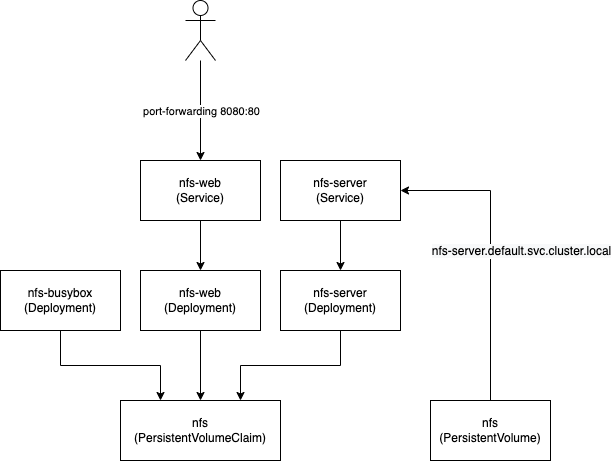 port-forwarding 8080:80
nfs-web
(Service)
nfs-server
(Service)
nfs-server.default.svc.cluster.local
nfs-busybox
(Deployment)
nfs-web
(Deployment)
nfs-server
(Deployment)
nfs
(PersistentVolumeClaim)
nfs
(PersistentVolume)